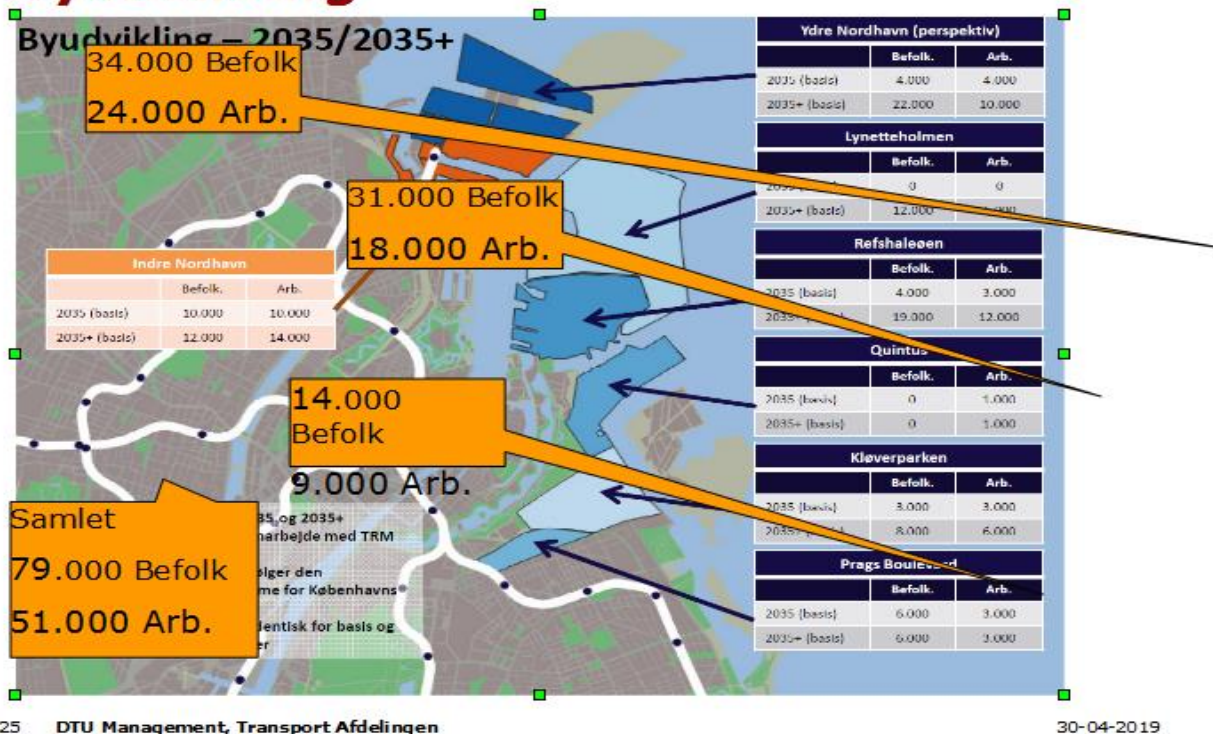 Byudvikling – 2035/2035+
34.000 Befolk
24.000 Arb.
31.000 Befolk
18.000 Arb.
Indre Nordhavn
Befolk. Arb.
2035 (basis) 10.000 10.000
2035+ (basis) 12.000 14.000
14.000
Befolk
9.000 Arb.
Samlet
79.000 Befolk
51.000 Arb.
35 og 2035+
arbejde med TRM
ølger den
me for Københavns
dentisk for basis og
er
Ydre Nordhavn (perspektiv)
Befolk. Arb.
2035 (basis) 4.000 4.000
2035+ (basis) 22.000 10.000
Lynetteholmen
Befolk. Arb.
0 0
2035+ (basis) 12.000
Refshaleøen
Befolk. Arb.
2035 (basis) 4.000 3.000
2035+ (basis) 19.000 12.000
Quintus
Befolk. Arb.
2035 (basis) 0 1.000
2035+ (basis) 0 1.000
Kløverparken
Befolk. Arb.
2035 (basis) 3.000 3.000
2035+ (basis) 8.000 6.000
Prags Boulevard
Befolk. Arb.
2035 (basis) 6.000 3.000
2035+ (basis) 6.000 3.000
25 DTU Management, Transport Afdelingen
30-04-2019